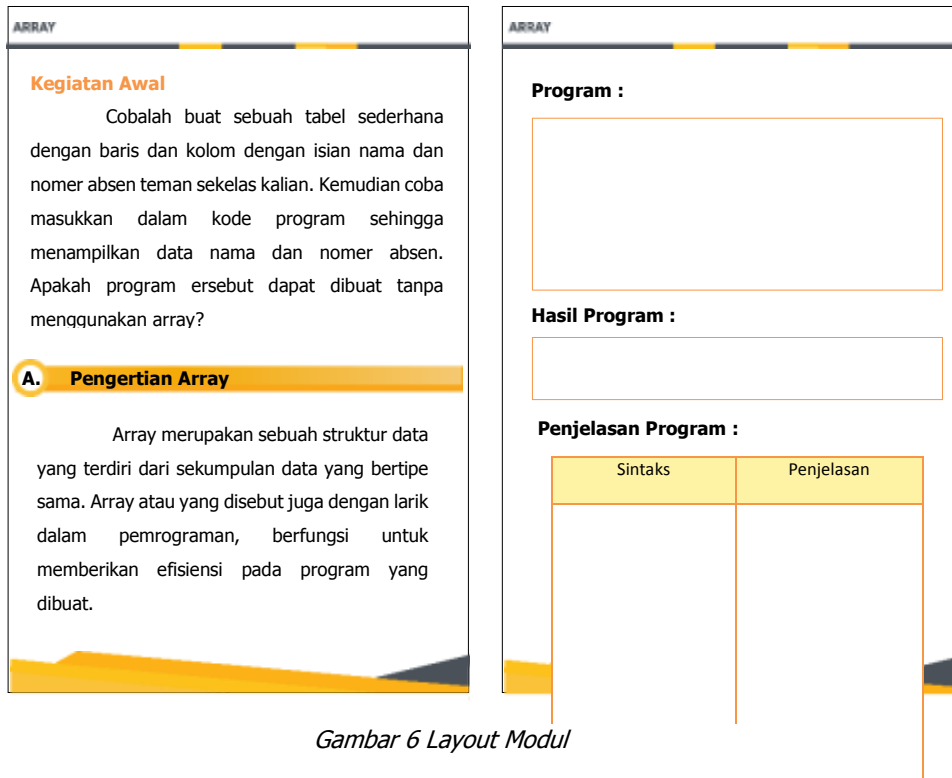 ARRAY
Kegiatan Awal
Cobalah buat sebuah tabel sederhana
dengan baris dan kolom dengan isian nama dan
nomer absen teman sekelas kalian. Kemudian coba
masukkan dalam kode program sehingga
menampilkan data nama dan nomer absen.
Apakah program ersebut dapat dibuat tanpa
menggunakan array?
A. Pengertian Array
Array merupakan sebuah struktur data
yang terdiri dari sekumpulan data yang bertipe
sama. Array atau yang disebut juga dengan larik
dalam pemrograman, berfungsi untuk
memberikan efisiensi pada program yang
dibuat.
ARRAY
Program :
Hasil Program :
Penjelasan Program :
Sintaks Penjelasan
Gambar 6 Layout Modul